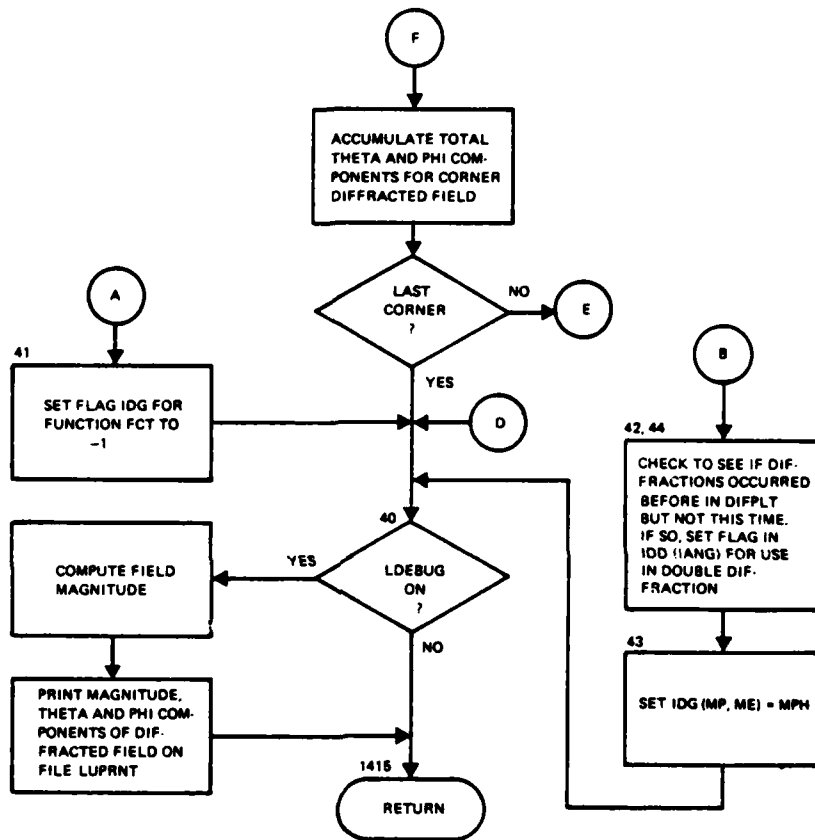 F
ACCUMULATE TOTAL
THETA AND PHI COM-
PONENTS FOR CORNER
DIFFRACTED FIELD
LAST
CORNER
?
NO
E
YES
A
41
SET FLAG IDG FOR
FUNCTION FCT TO
-1
D
B
42, 44
CHECK TO SEE IF DIF-
FRACTIONS OCCURRED
BEFORE IN DIFPLT
BUT NOT THIS TIME.
IF SO, SET FLAG IN
IDD (IANG) FOR USE
IN DOUBLE DIF-
FRACTION
43
SET IDG (MP, ME) = MPH
40
LDEBUG
ON
?
YES
NO
COMPUTE FIELD
MAGNITUDE
PRINT MAGNITUDE,
THETA AND PHI COM-
PONENTS OF DIF-
FRACTED FIELD ON
FILE LUPRNT
1415
RETURN